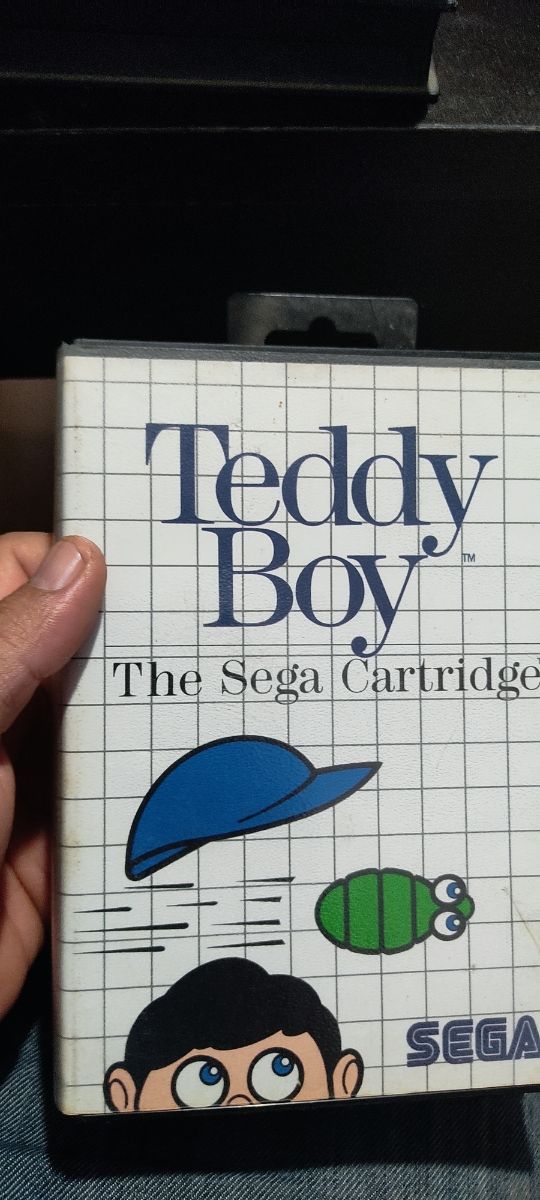 Teddy
Boy™
The Sega Cartridge
SEGA